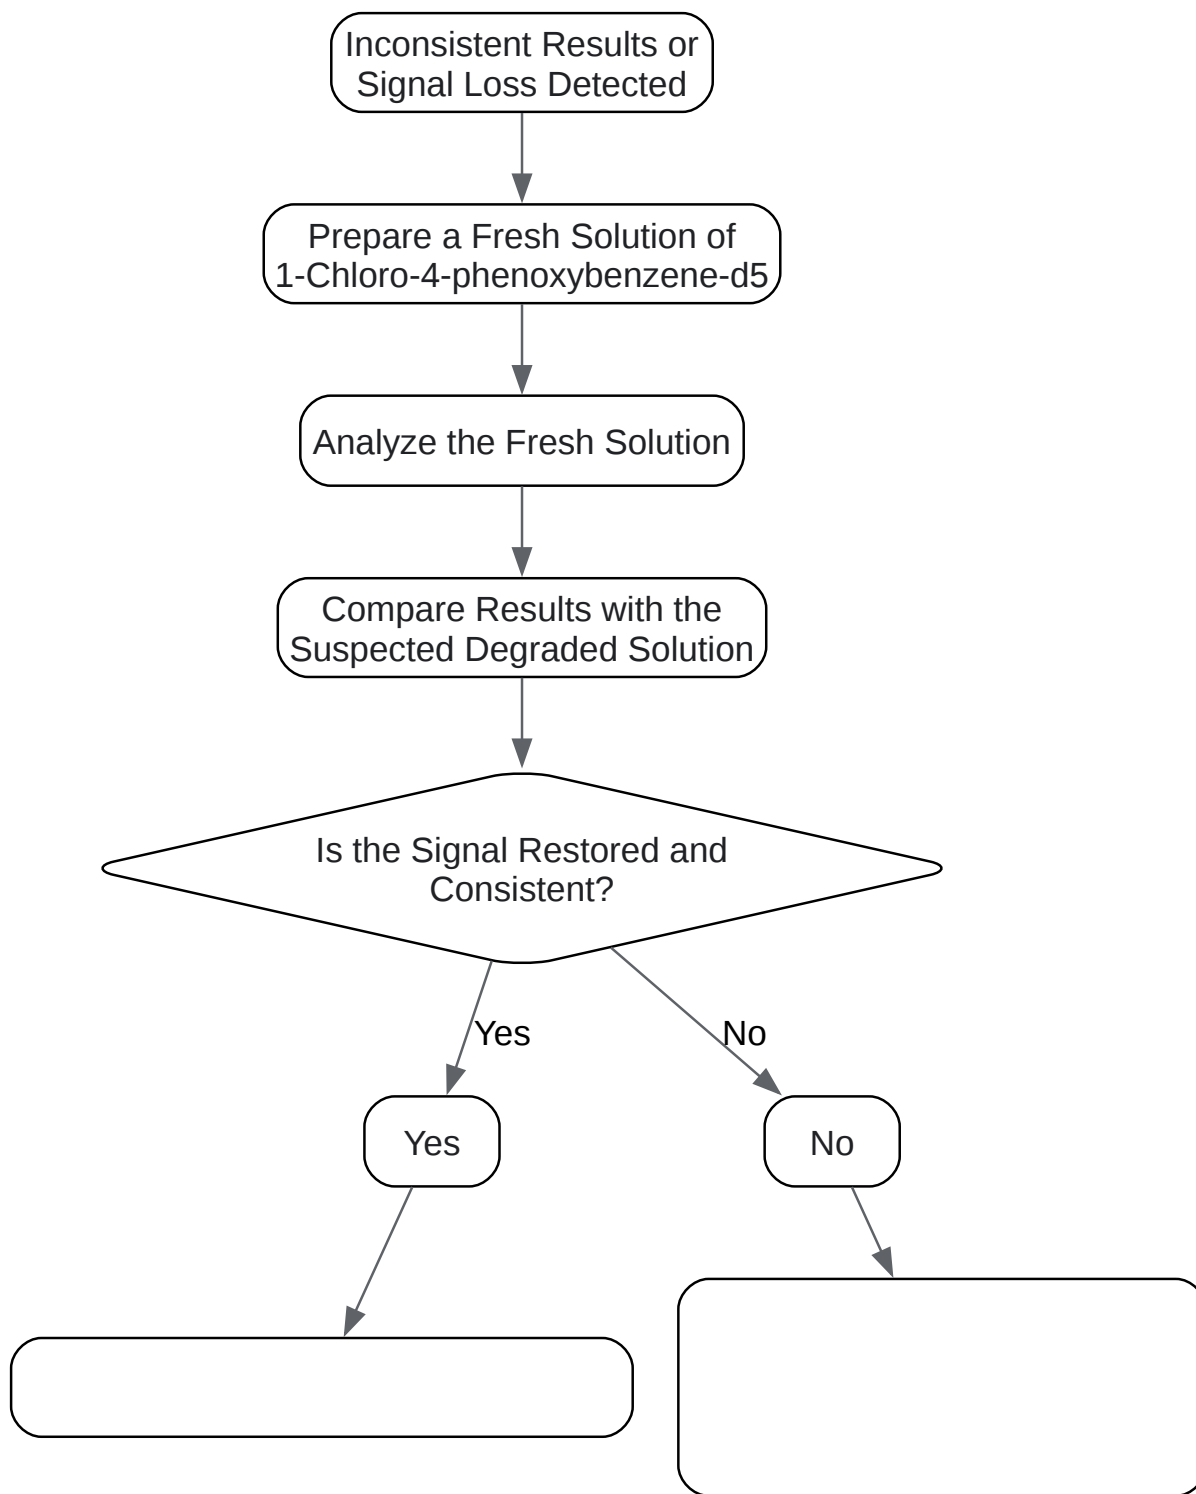 Inconsistent Results or
Signal Loss Detected
Prepare a Fresh Solution of
1-Chloro-4-phenoxybenzene-d5
Analyze the Fresh Solution
Compare Results with the
Suspected Degraded Solution
Is the Signal Restored and
Consistent?
Yes
No
Yes
No